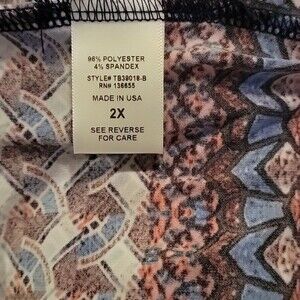 96% POLYESTER
4% SPANDEX
STYLE# TB39018-B
RN# 136655
MADE IN USA
2X
SEE REVERSE
FOR CARE